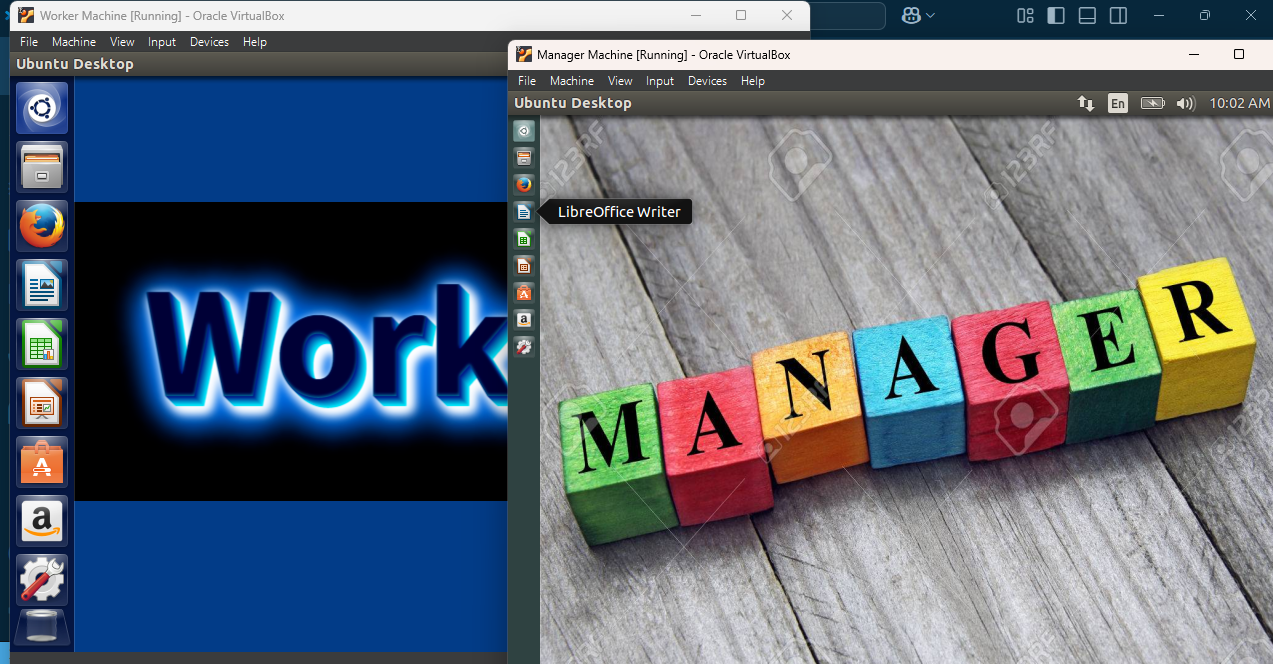 Worker Machine [Running] - Oracle VirtualBox
File Machine View Input Devices Help
Ubuntu Desktop
Work
Manager Machine [Running] - Oracle VirtualBox
File Machine View Input Devices Help
Ubuntu Desktop
En
10:02 AM
LibreOffice Writer
MANAGER
123RF
123RF
A
a
A
a